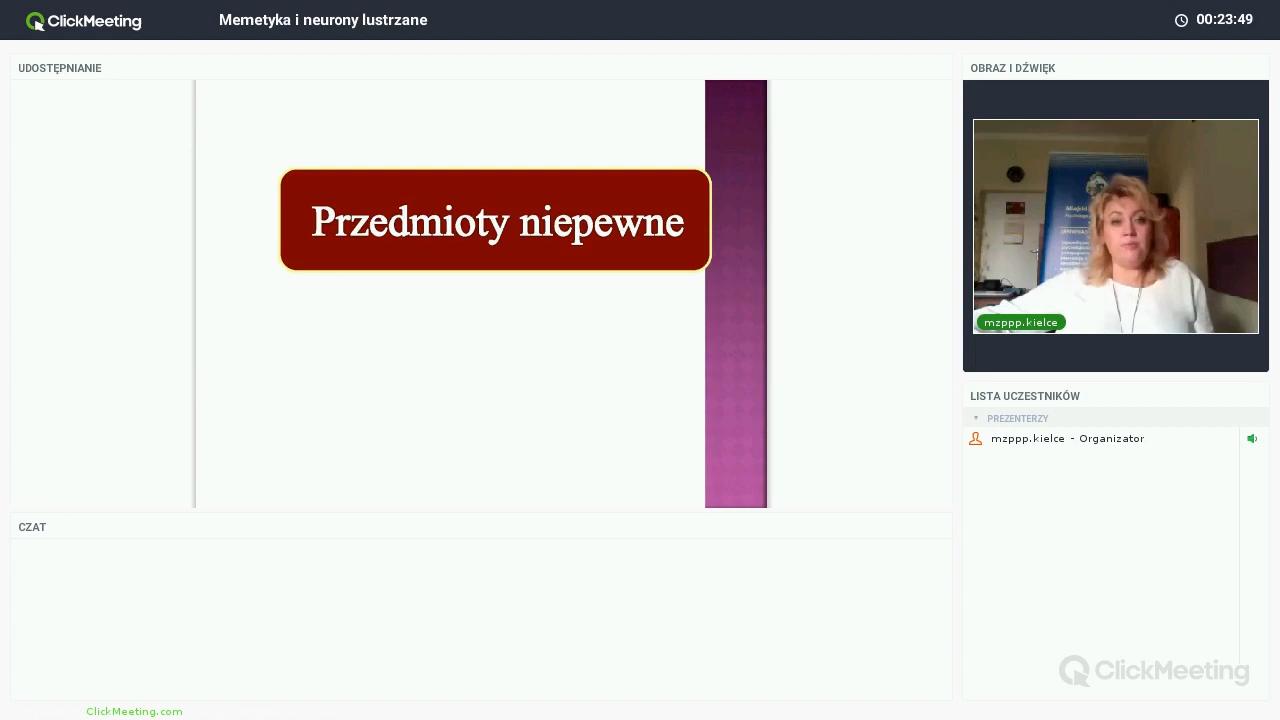 ClickMeeting
Memetyka i neurony lustrzane
00:23:49
UDOSTĘPNIANIE
OBRAZ I DŹWIĘK
Przedmioty niepewne
Miejski
mzppp.kielce
LISTA UCZESTNIKÓW
PREZENTERZY
mzppp.kielce - Organizator
CZAT
ClickMeeting
ClickMeeting.com